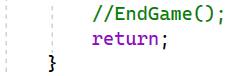 //EndGame();
return;
}